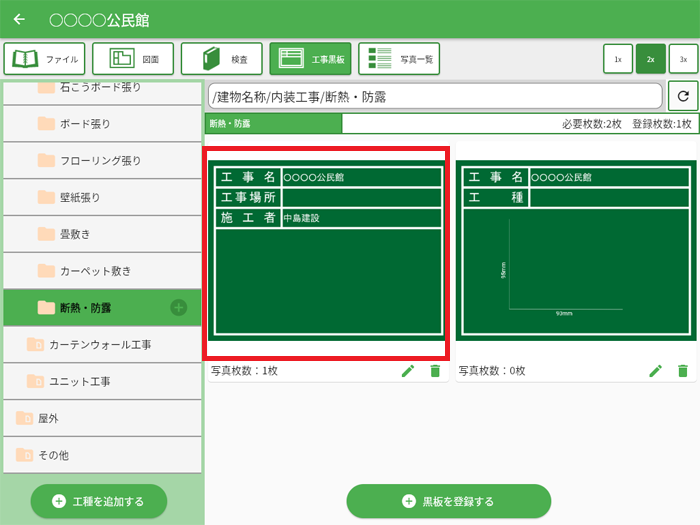 ○○○○公民館
ファイル
図面
検査
工事黒板
写真一覧
1x
2x
3x
石こうボード張り
ボード張り
フローリング張り
壁紙張り
畳敷き
カーペット敷き
断熱・防露
カーテンウォール工事
ユニット工事
屋外
その他
工種を追加する
/建物名称/内装工事/断熱・防露
断熱・防露
必要枚数:2枚 登録枚数:1枚
工事名 ○○○○公民館
工事場所
施工者 中島建設
写真枚数：1枚
工事名 ○○○○公民館
工種
98mm
93mm
写真枚数：0枚
黒板を登録する